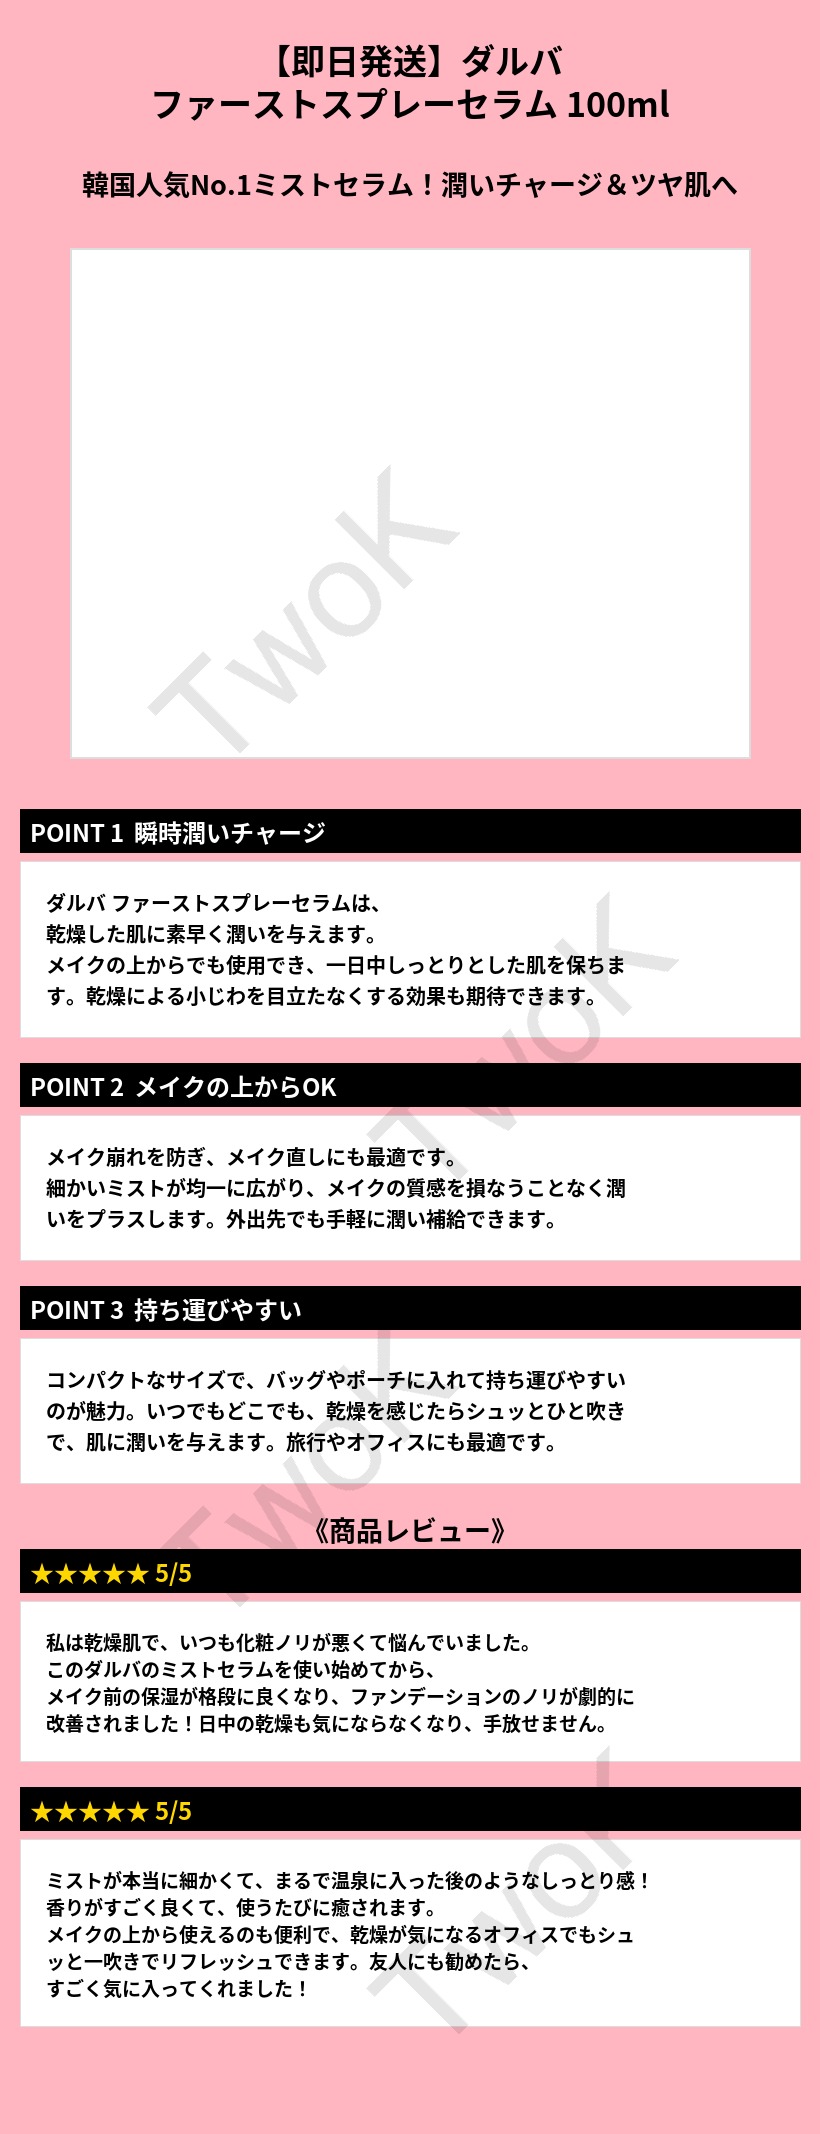 【即日発送】ダルバ
ファーストスプレーセラム 100ml
韓国人気No.1ミストセラム！潤いチャージ＆ツヤ肌へ
TwoK
POINT 1 瞬時潤いチャージ
ダルバ ファーストスプレーセラムは、
乾燥した肌に素早く潤いを与えます。
メイクの上からでも使用でき、一日中しっとりとした肌を保ちま
す。乾燥による小じわを目立たなくする効果も期待できます。
TwoK
POINT 2 メイクの上からOK
メイク崩れを防ぎ、メイク直しにも最適です。
細かいミストが均一に広がり、メイクの質感を損なうことなく潤
いをプラスします。外出先でも手軽に潤い補給できます。
POINT 3 持ち運びやすい
コンパクトなサイズで、バッグやポーチに入れて持ち運びやすい
のが魅力。いつでもどこでも、乾燥を感じたらシュッとひと吹き
で、肌に潤いを与えます。旅行やオフィスにも最適です。
TwoK
《商品レビュー》
★★★★★ 5/5
私は乾燥肌で、いつも化粧ノリが悪くて悩んでいました。
このダルバのミストセラムを使い始めてから、
メイク前の保湿が格段に良くなり、ファンデーションのノリが劇的に
改善されました！日中の乾燥も気にならなくなり、手放せません。
★★★★★ 5/5
ミストが本当に細かくて、まるで温泉に入った後のようなしっとり感！
香りがすごく良くて、使うたびに癒されます。
メイクの上から使えるのも便利で、乾燥が気になるオフィスでもシュ
ッと一吹きでリフレッシュできます。友人にも勧めたら、
すごく気に入ってくれました！
TwoK